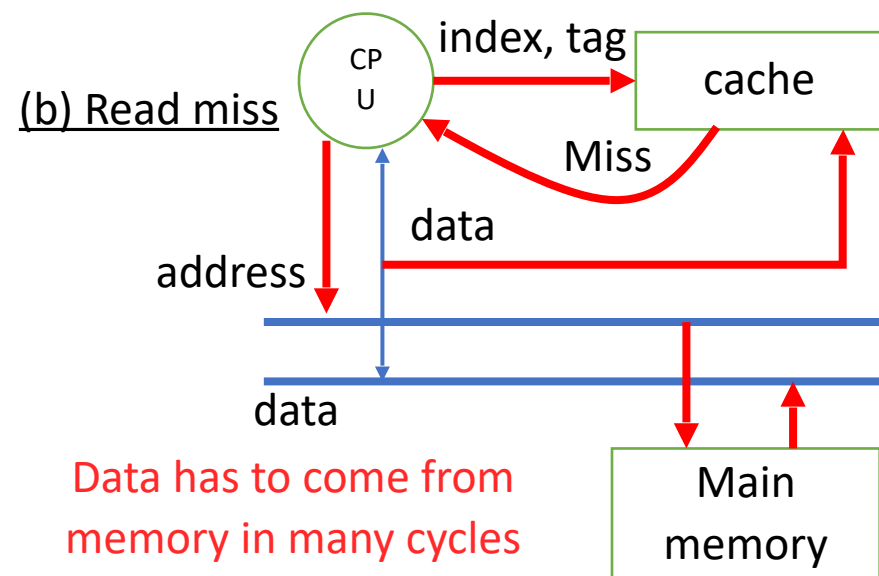 (b) Read miss
CP
U
index, tag
cache
Miss
data
address
data
Data has to come from
memory in many cycles
Main
memory